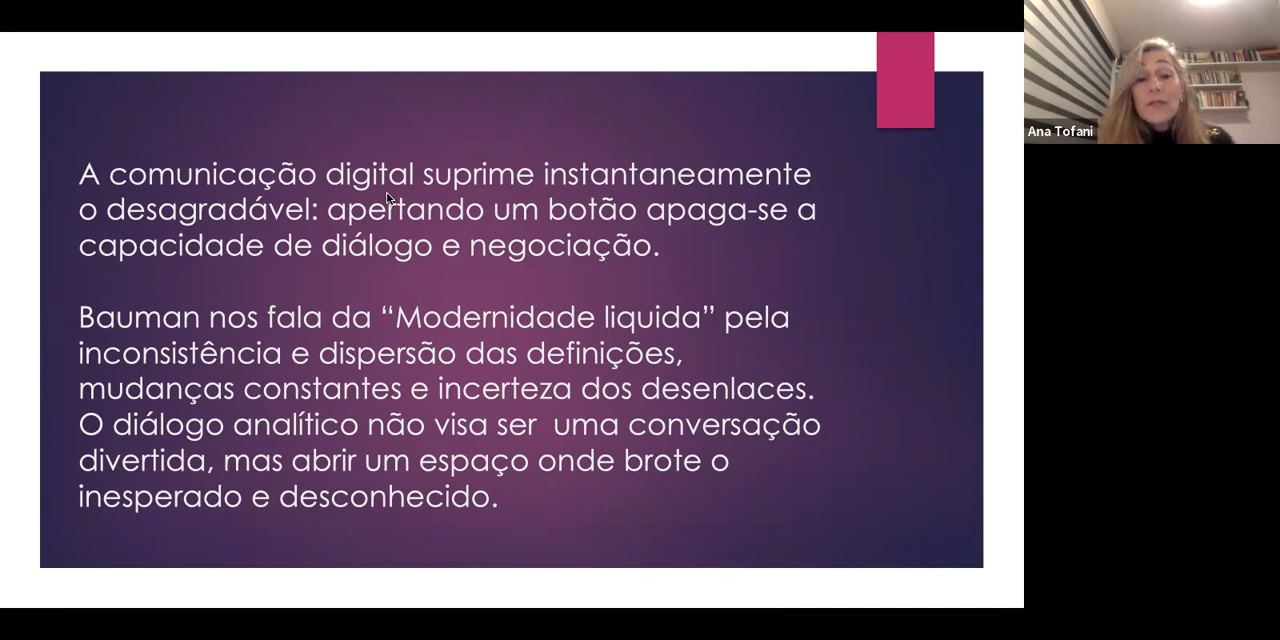 A comunicação digital suprime instantaneamente
o desagradável: apertando um botão apaga-se a
capacidade de diálogo e negociação.
Bauman nos fala da “Modernidade liquida” pela
inconsistência e dispersão das definições,
mudanças constantes e incerteza dos desenlaces.
O diálogo analítico não visa ser  uma conversação
divertida, mas abrir um espaço onde brote o
inesperado e desconhecido.
Ana Tofani